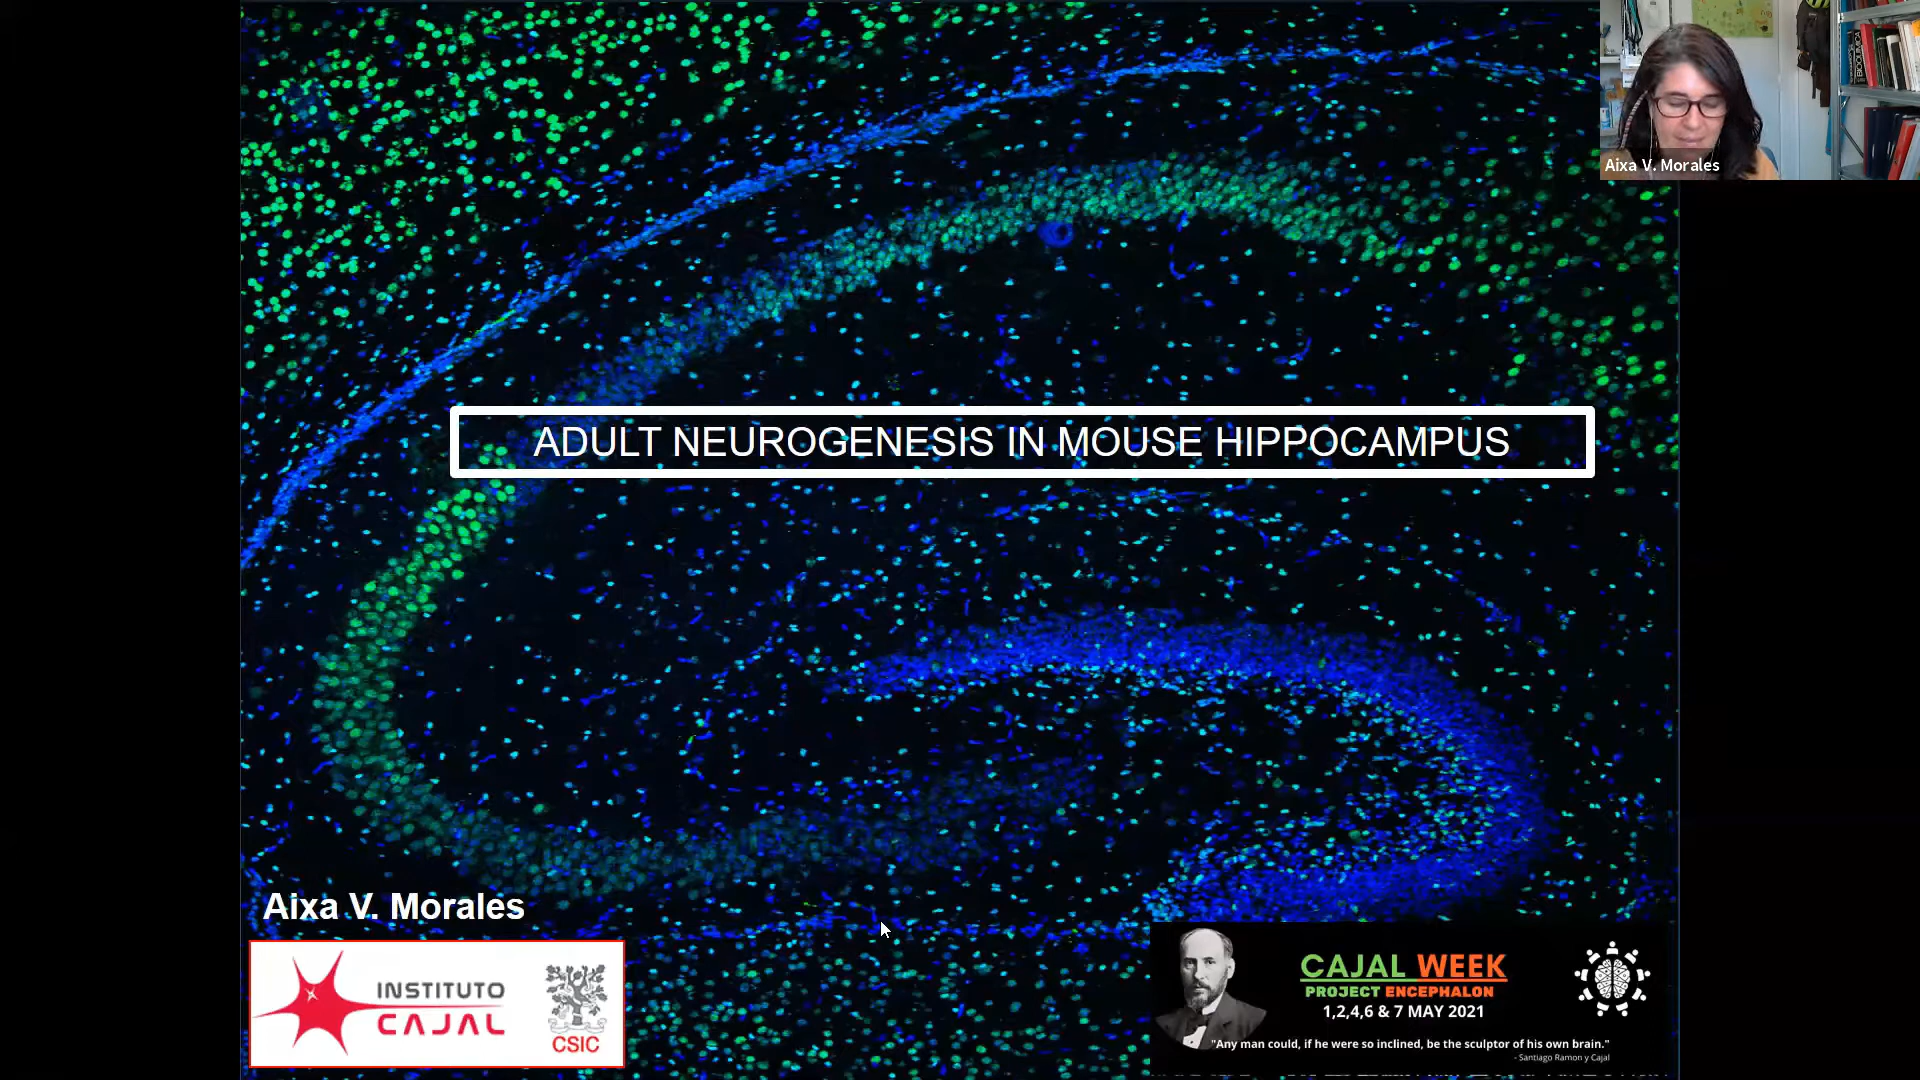 BIOQUIMICA
Aixa V. Morales
ADULT NEUROGENESIS IN MOUSE HIPPOCAMPUS
Aixa V. Morales
INSTITUTO
CAJAL
CSIC
CAJAL WEEK
PROJECT ENCEPHALON
1,2,4,6 & 7 MAY 2021
"Any man could, if he were so inclined, be the sculptor of his own brain."
- Santiago Ramon y Cajal